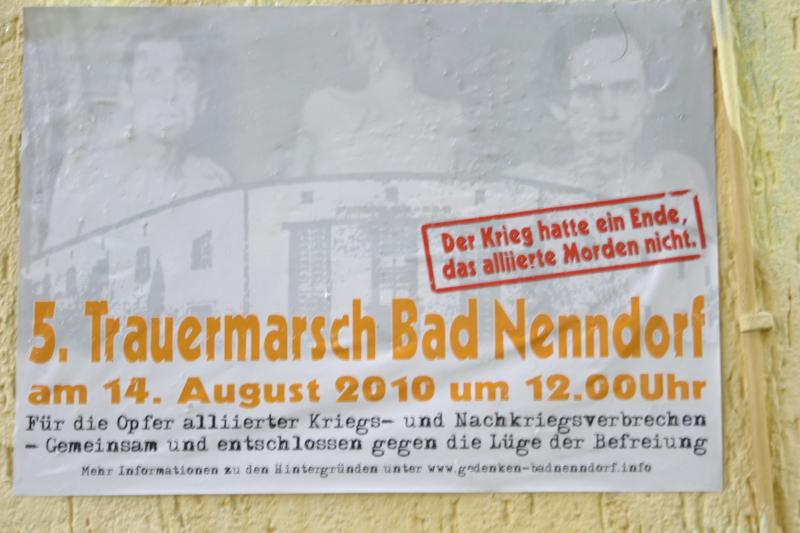 Der Krieg hatte ein Ende,
das alliierte Morden nicht.
5. Trauermarsch Bad Nenndorf
am 14. August 2010 um 12.00Uhr
Für die Opfer alliierter Kriegs- und Nachkriegsverbrechen
- Gemeinsam und entschlossen gegen die Lüge der Befreiung
Mehr Informationen zu den Hintergründen unter www.gedenken-badnenndorf.info